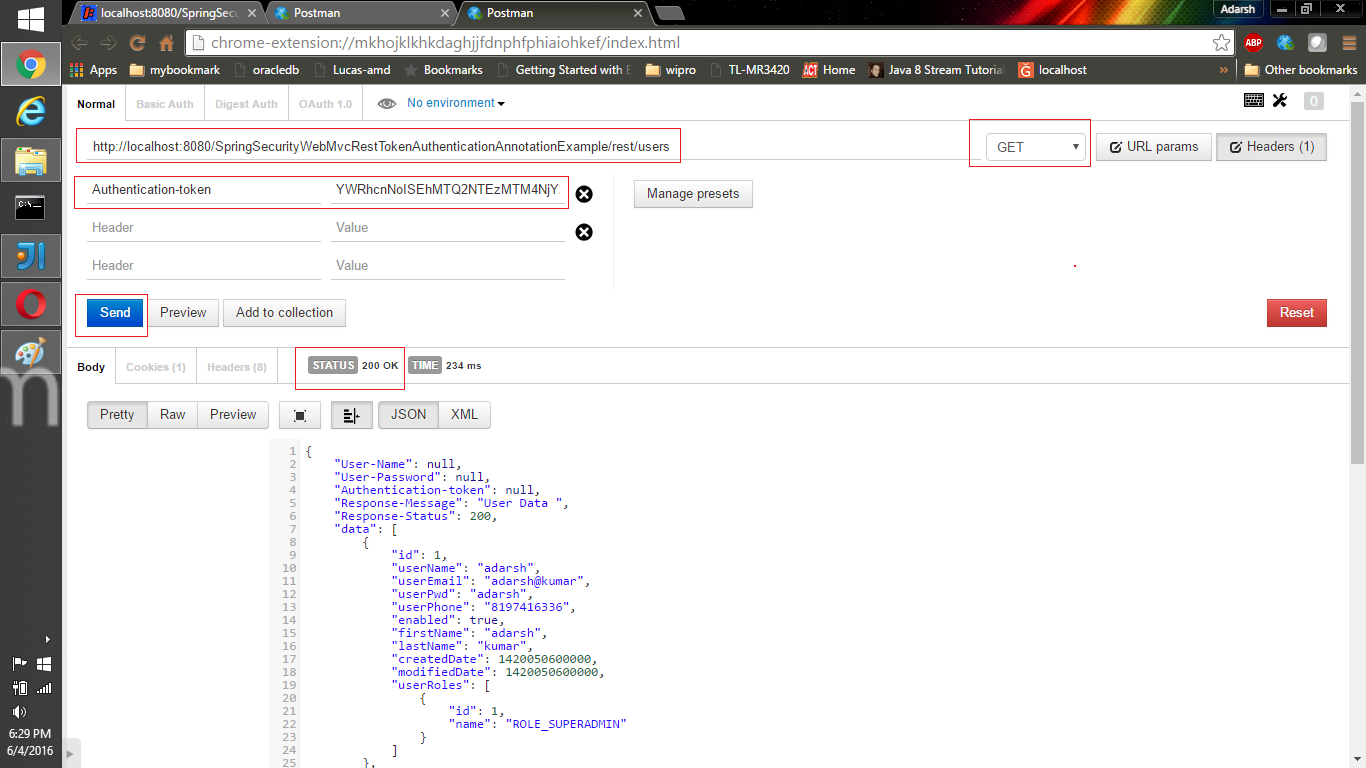 localhost:8080/SpringSecu
Postman
Postman
Adarsh
chrome-extension://mkhojklkhkdaghjjfdnphfphiaiohkef/index.html
ABP
Apps
mybookmark
oracledb
Lucas-amd
Bookmarks
Getting Started with E
wipro
TL-MR3420
ACT
Home
Java 8 Stream Tutoria
localhost
»
Other bookmarks
Normal
Basic Auth
Digest Auth
OAuth 1.0
No environment
0
http://localhost:8080/SpringSecurityWebMvcRestTokenAuthenticationAnnotationExample/rest/users
GET
URL params
Headers (1)
Authentication-token
Manage presets
Header
Value
Header
Value
Send
Preview
Add to collection
Reset
Body
Cookies (1)
Headers (8)
STATUS
200 OK
TIME
234 ms
Pretty
Raw
Preview
JSON
XML
1 {
2 "User-Name": null,
3 "User-Password": null,
4 "Authentication-token": null,
5 "Response-Message": "User Data ",
6 "Response-Status": 200,
7 "data": [
8 {
9 "id": 1,
10 "userName": "adarsh",
11 "userEmail": "adarsh@kumar",
12 "userPwd": "adarsh",
13 "userPhone": "8197416336",
14 "enabled": true,
15 "firstName": "adarsh",
16 "lastName": "kumar",
17 "createdDate": 1420050600000,
18 "modifiedDate": 1420050600000,
19 "userRoles": [
20 {
21 "id": 1,
22 "name": "ROLE_SUPERADMIN"
23 }
24 ]
25 },
C:\_
JI
m
6:29 PM
6/4/2016